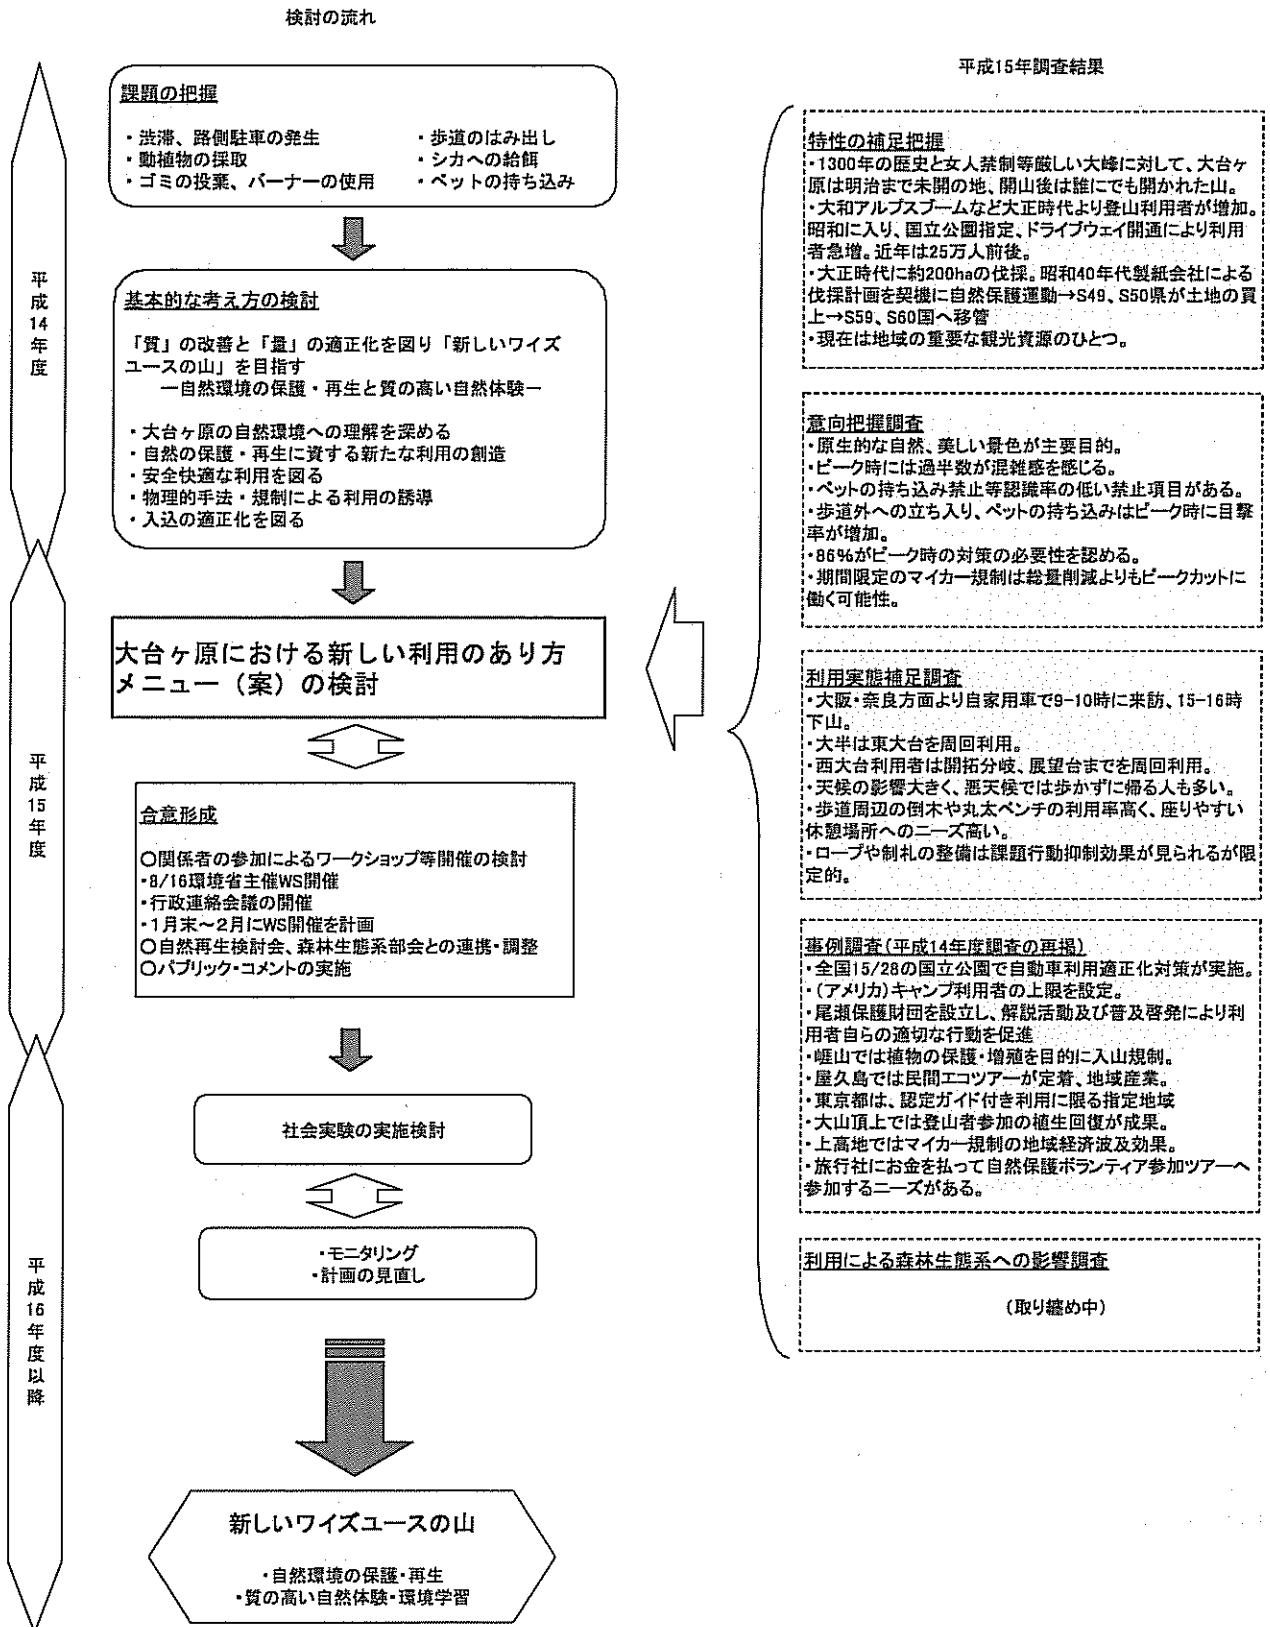 検討の流れ
平成14年度
平成15年度
平成16年度以降
課題の把握
・渋滞、路側駐車の発生 ・歩道のはみ出し
・動植物の採取 ・シカへの給餌
・ゴミの投棄、バーナーの使用 ・ペットの持ち込み
基本的な考え方の検討
「質」の改善と「量」の適正化を図り「新しいワイズ
ユースの山」を目指す
―自然環境の保護・再生と質の高い自然体験―
・大台ヶ原の自然環境への理解を深める
・自然の保護・再生に資する新たな利用の創造
・安全快適な利用を図る
・物理的手法・規制による利用の誘導
・入込の適正化を図る
大台ヶ原における新しい利用のあり方
メニュー（案）の検討
合意形成
○関係者の参加によるワークショップ等開催の検討
・8/16環境省主催WS開催
・行政連絡会議の開催
・1月末～2月にWS開催を計画
○自然再生検討会、森林生態系部会との連携・調整
○パブリック・コメントの実施
社会実験の実施検討
・モニタリング
・計画の見直し
新しいワイズユースの山
・自然環境の保護・再生
・質の高い自然体験・環境学習
平成15年調査結果
特性の補足把握
・1300年の歴史と女人禁制等厳しい大峰に対して、大台ヶ
原は明治まで未開の地、開山後は誰にでも開かれた山。
・大和アルプスブームなど大正時代より登山利用者が増加。
昭和に入り、国立公園指定、ドライブウェイ開通により利用
者急増。近年は25万人前後。
・大正時代に約200haの伐採。昭和40年代製紙会社による
伐採計画を契機に自然保護運動→S49、S50県が土地の買
上→S59、S60国へ移管
・現在は地域の重要な観光資源のひとつ。
意向把握調査
・原生的な自然、美しい景色が主要目的。
・ピーク時には過半数が混雑感を感じる。
・ペットの持ち込み禁止等認識率の低い禁止項目がある。
・歩道外への立ち入り、ペットの持ち込みはピーク時に目撃
率が増加。
・86%がピーク時の対策の必要性を認める。
・期間限定のマイカー規制は総量削減よりもピークカットに
働く可能性。
利用実態補足調査
・大阪・奈良方面より自家用車で9-10時に来訪、15-16時
下山。
・大半は東大台を周回利用。
・西大台利用者は開拓分岐、展望台までを周回利用。
・天候の影響大きく、悪天候では歩かずに帰る人も多い。
・歩道周辺の倒木や丸太ベンチの利用率高く、座りやすい
休憩場所へのニーズ高い。
・ロープや制札の整備は課題行動抑制効果が見られるが限
定的。
事例調査(平成14年度調査の再掲)
・全国15/28の国立公園で自動車利用適正化対策が実施。
・(アメリカ)キャンプ利用者の上限を設定。
・尾瀬保護財団を設立し、解説活動及び普及啓発により利
用者自らの適切な行動を促進
・崕山では植物の保護・増殖を目的に入山規制。
・屋久島では民間エコツアーが定着、地域産業。
・東京都は、認定ガイド付き利用に限る指定地域
・大山頂上では登山者参加の植生回復が成果。
・上高地ではマイカー規制の地域経済波及効果。
・旅行社にお金を払って自然保護ボランティア参加ツアーへ
参加するニーズがある。
利用による森林生態系への影響調査
(取り纏め中)